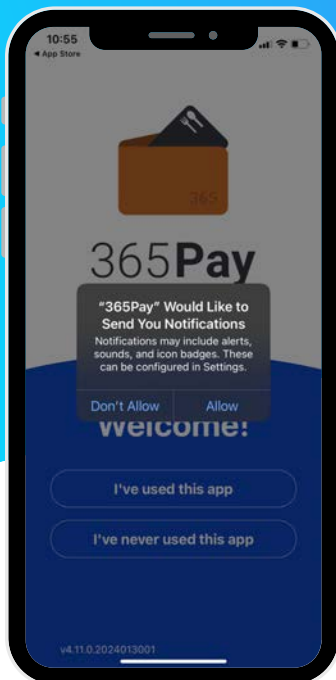 10:55
◀ App Store
365
365Pay
"365Pay" Would Like to
Send You Notifications
Notifications may include alerts,
sounds, and icon badges. These
can be configured in Settings.
Don't Allow
Allow
Welcome!
I've used this app
I've never used this app
v4.11.0.2024013001